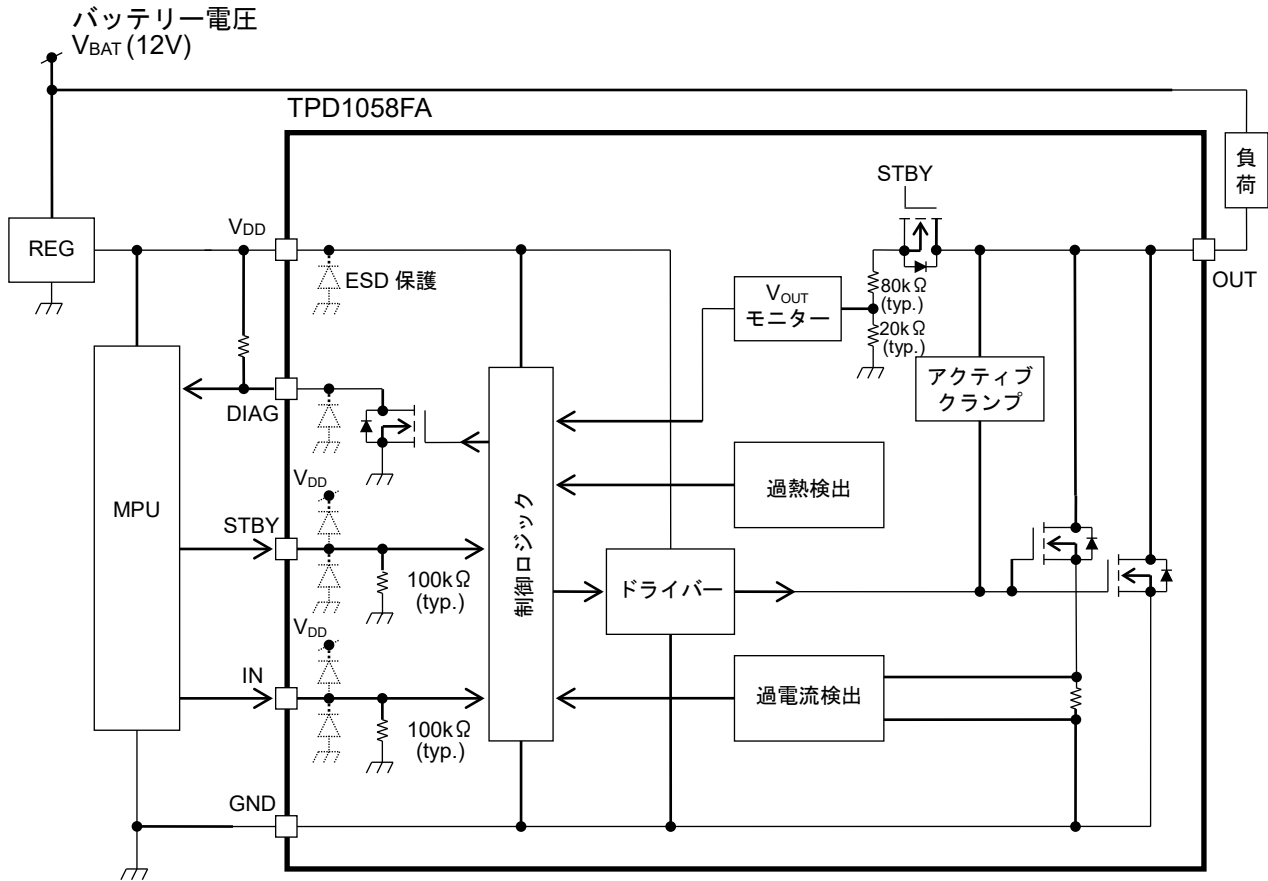 バッテリー電圧
VBAT (12V)
TPD1058FA
負
荷
STBY
VDD
REG
ESD 保護
OUT
80kΩ
(typ.)
VOUT
モニター
20kΩ
(typ.)
アクティブ
クランプ
DIAG
過熱検出
VDD
MPU
STBY
制御ロジック
100kΩ
(typ.)
ドライバー
VDD
IN
過電流検出
100kΩ
(typ.)
GND